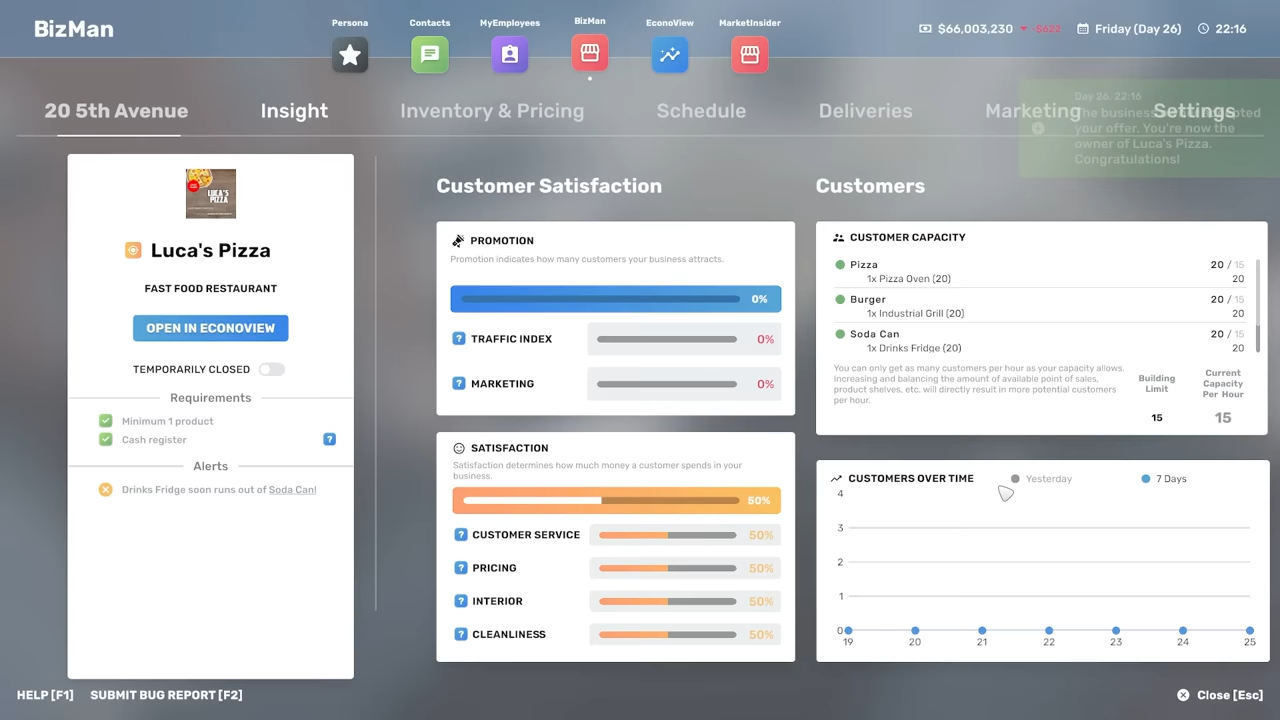 BizMan
Persona
Contacts
MyEmployees
BizMan
EconoView
MarketInsider
$66,003,230 -$622
Friday (Day 26)
22:16
20 5th Avenue
Insight
Inventory & Pricing
Schedule
Deliveries
Marketing
Settings
Day 26, 22:16
your offer. You're now the
owner of Luca's Pizza.
Congratulations!
LUCA'S
PIZZA
Luca's Pizza
FAST FOOD RESTAURANT
OPEN IN ECONOVIEW
TEMPORARILY CLOSED
Requirements
Minimum 1 product
Cash register
?
Alerts
Drinks Fridge soon runs out of Soda Can!
Customer Satisfaction
PROMOTION
Promotion indicates how many customers your business attracts.
0%
? TRAFFIC INDEX 0%
? MARKETING 0%
SATISFACTION
Satisfaction determines how much money a customer spends in your
business.
50%
? CUSTOMER SERVICE 50%
? PRICING 50%
? INTERIOR 50%
? CLEANLINESS 50%
Customers
CUSTOMER CAPACITY
Pizza 20 / 15
1x Pizza Oven (20) 20
Burger 20 / 15
1x Industrial Grill (20) 20
Soda Can 20 / 15
1x Drinks Fridge (20) 20
You can only get as many customers per hour as your capacity allows.
Increasing and balancing the amount of available point of sales,
product shelves, etc. will directly result in more potential customers
per hour.
Building
Limit
15
Current
Capacity
Per Hour
15
CUSTOMERS OVER TIME
Yesterday
7 Days
4
3
2
1
0
19 20 21 22 23 24 25
HELP [F1]
SUBMIT BUG REPORT [F2]
Close [Esc]